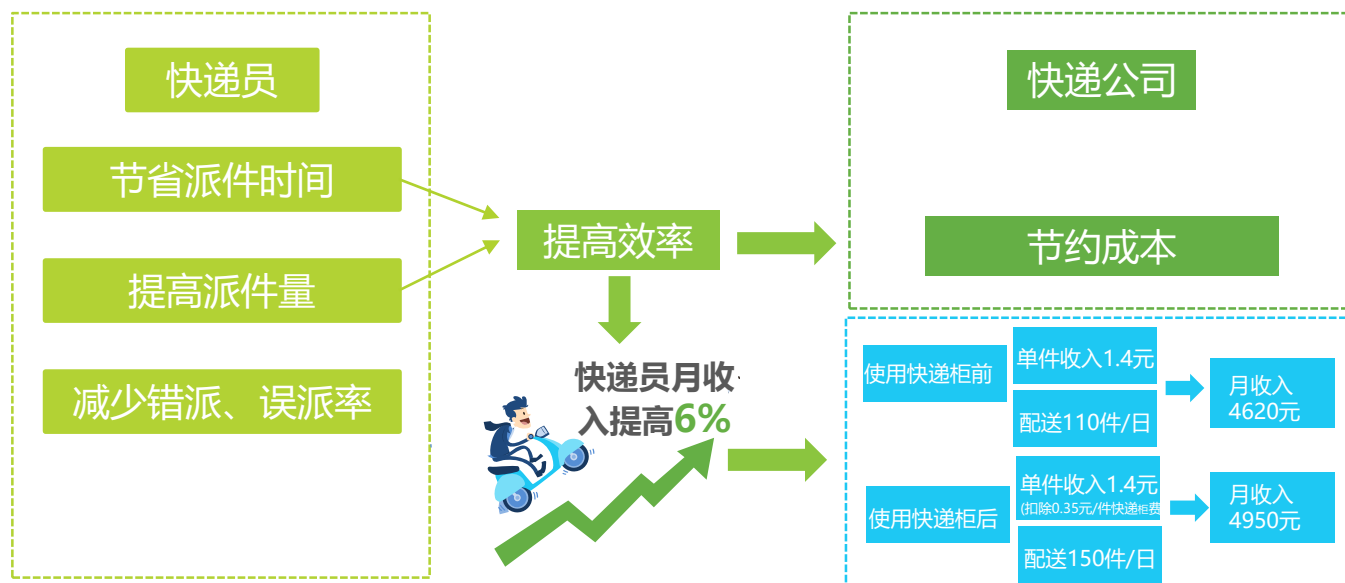 快递员
节省派件时间
提高派件量
减少错派、误派率
提高效率
快递员月收
入提高6%
快递公司
节约成本
使用快递柜前
单件收入1.4元
配送110件/日
月收入
4620元
使用快递柜后
单件收入1.4元
(扣除0.35元/件快递柜费
配送150件/日
月收入
4950元